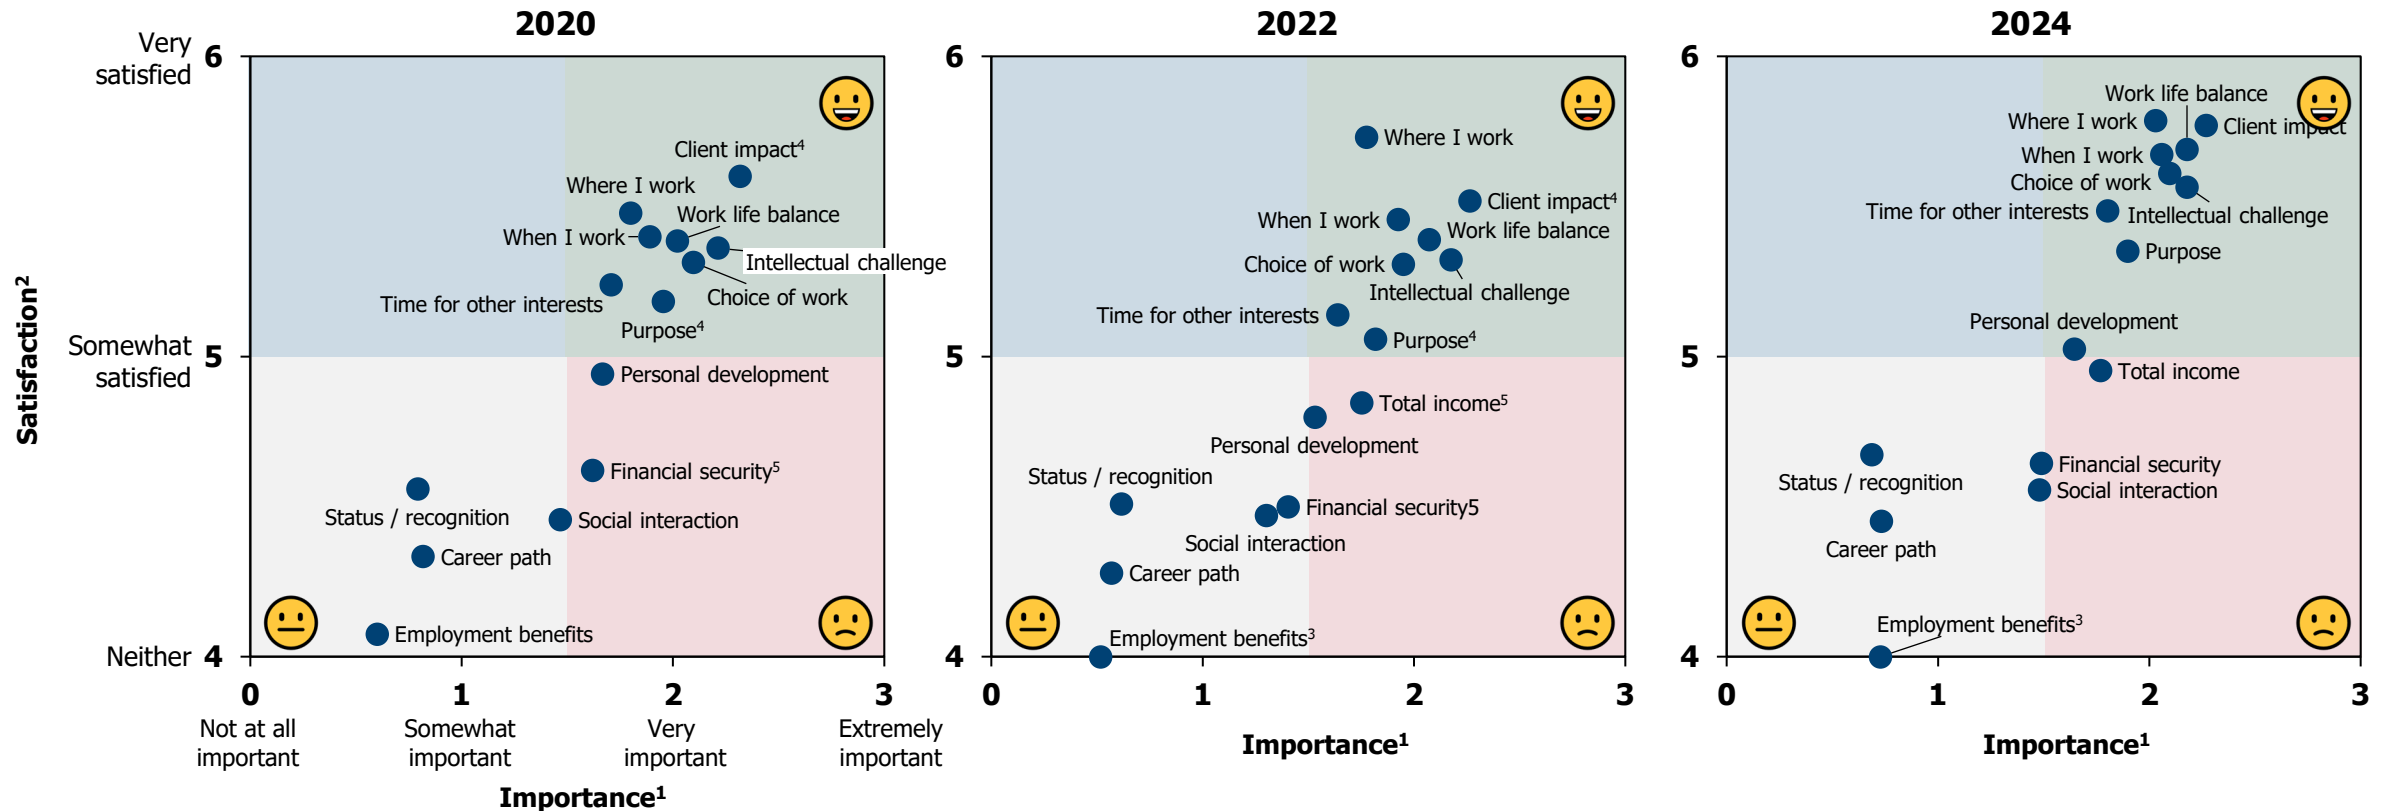 2020
2022
2024
Very
satisfied
Somewhat
satisfied
Neither
Satisfaction²
6
5
4
Client impact⁴
Where I work
Work life balance
When I work
Intellectual challenge
Choice of work
Time for other interests
Purpose⁴
Personal development
Financial security⁵
Status / recognition
Social interaction
Career path
Employment benefits
0
1
2
3
Not at all
important
Somewhat
important
Very
important
Extremely
important
Importance¹
6
5
4
Where I work
Client impact⁴
When I work
Work life balance
Choice of work
Intellectual challenge
Time for other interests
Purpose⁴
Total income⁵
Personal development
Status / recognition
Financial security5
Social interaction
Career path
Employment benefits³
0
1
2
3
Importance¹
6
5
4
Work life balance
Where I work
Client impact
When I work
Choice of work
Time for other interests
Intellectual challenge
Purpose
Personal development
Total income
Financial security
Status / recognition
Social interaction
Career path
Employment benefits³
0
1
2
3
Importance¹